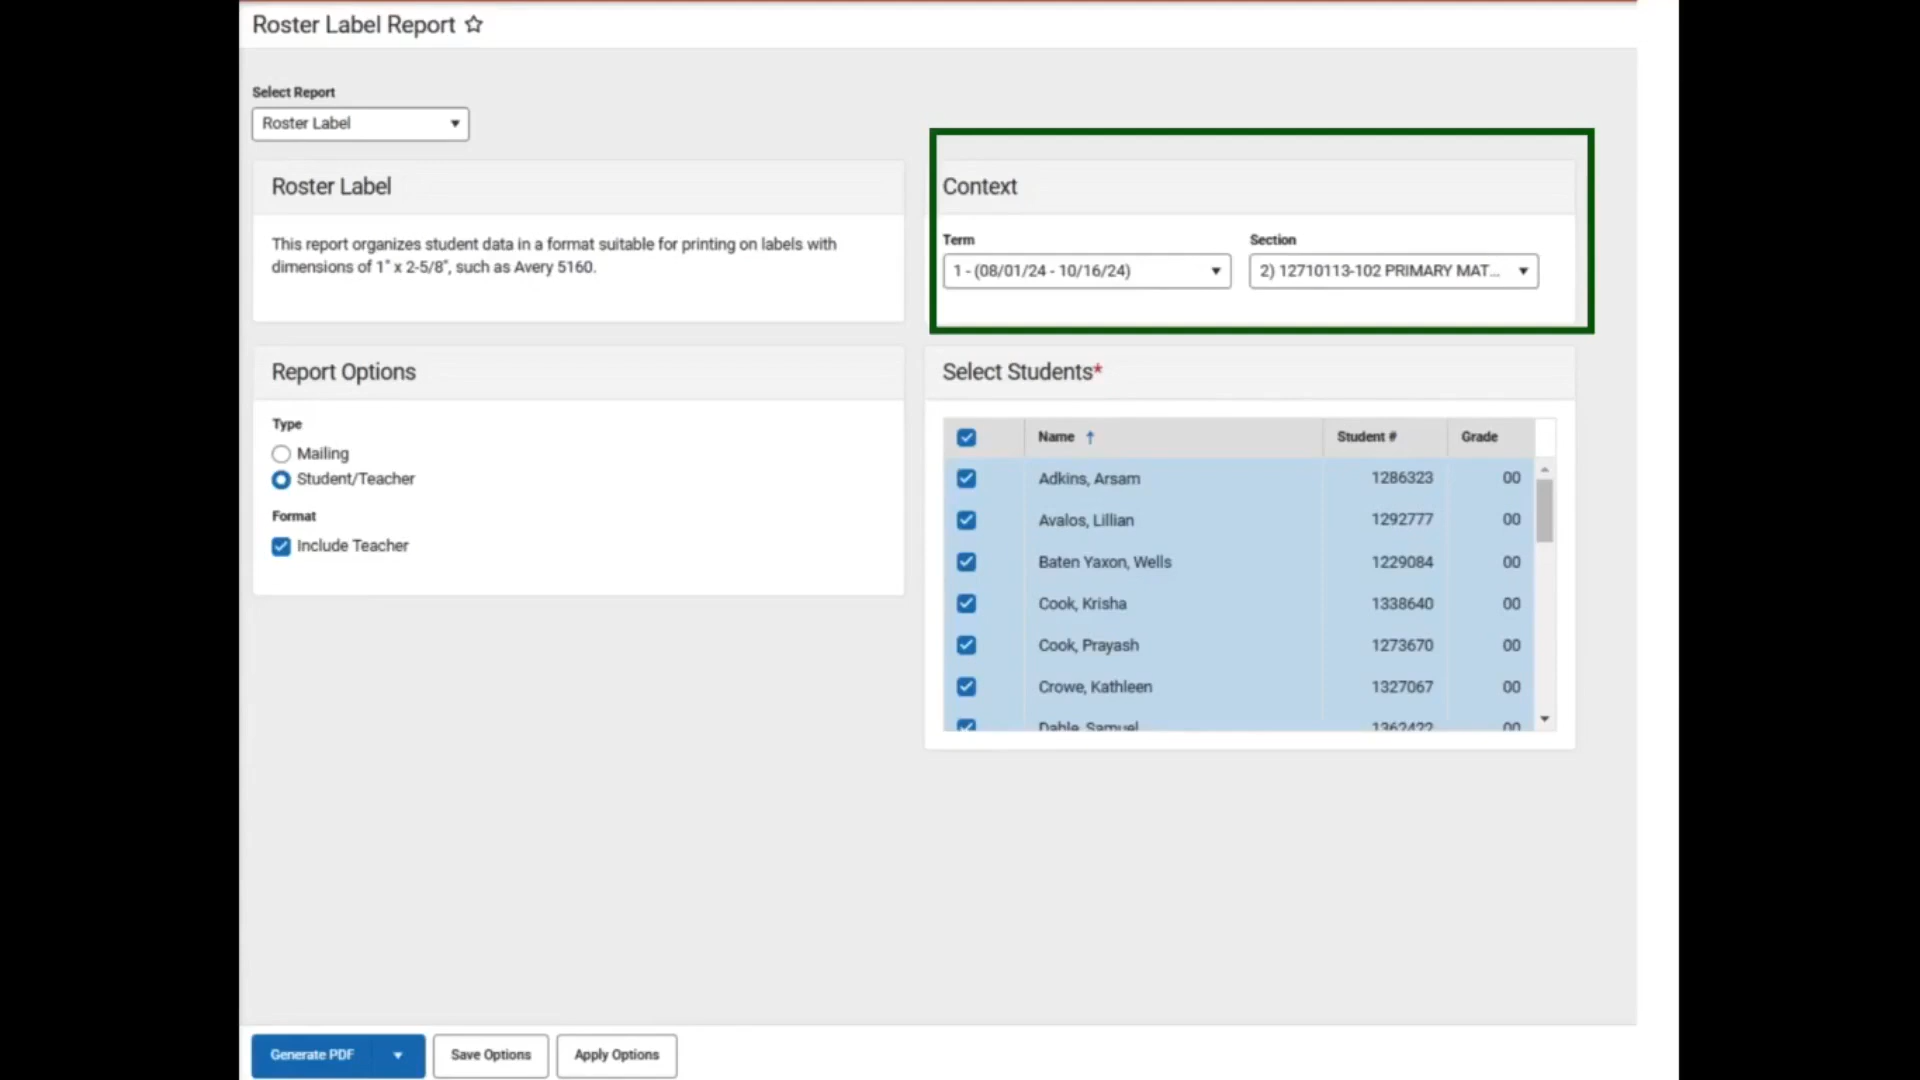 Roster Label Report
Select Report
Roster Label
Roster Label
This report organizes student data in a format suitable for printing on labels with
dimensions of 1" x 2-5/8", such as Avery 5160.
Context
Term
Section
1 - (08/01/24 - 10/16/24)
2) 12710113-102 PRIMARY MAT...
Report Options
Type
Mailing
Student/Teacher
Format
Include Teacher
Select Students*
Name Student # Grade
Adkins, Arsam 1286323 00
Avalos, Lillian 1292777 00
Baten Yaxon, Wells 1229084 00
Cook, Krisha 1338640 00
Cook, Prayash 1273670 00
Crowe, Kathleen 1327067 00
Dahle, Samuel 1362422 00
Generate PDF
Save Options
Apply Options